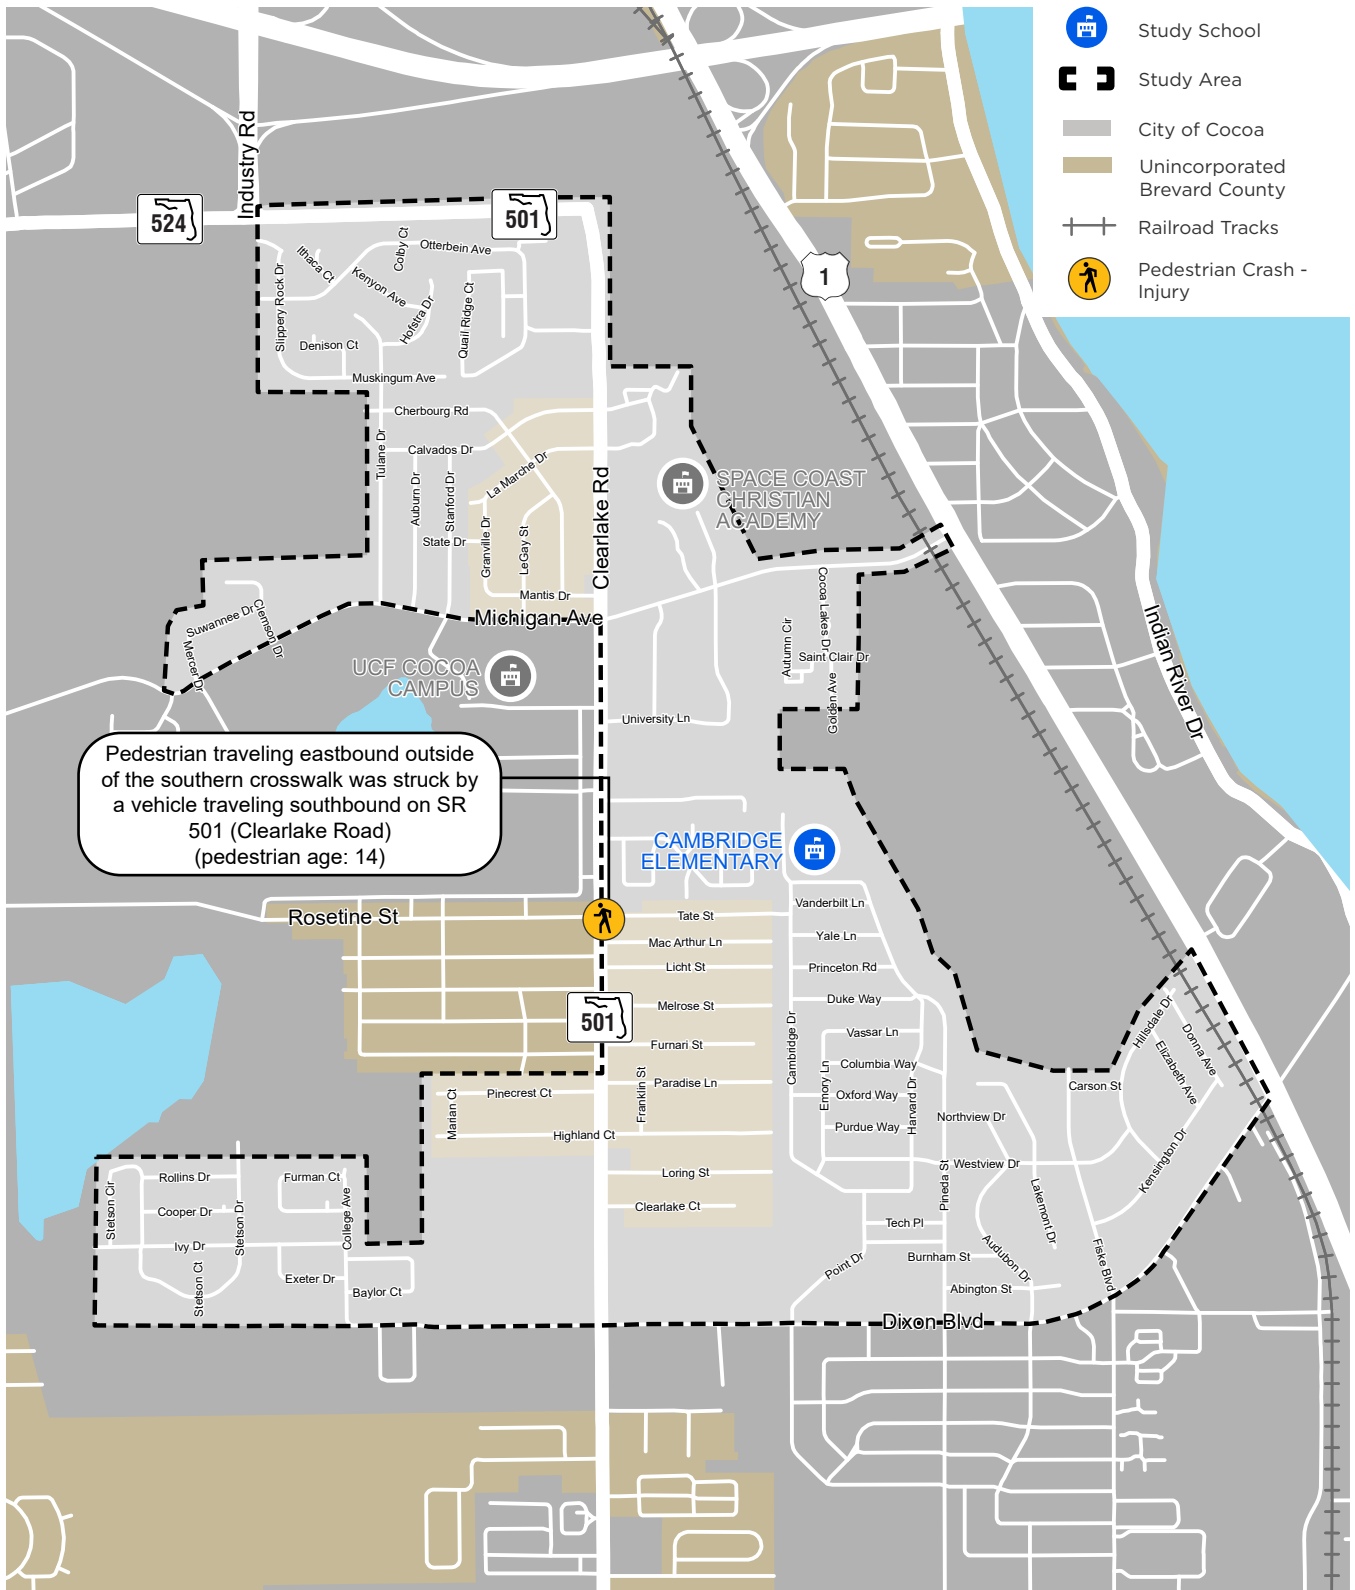 Study School
Study Area
City of Cocoa
Unincorporated
Brevard County
Railroad Tracks
Pedestrian Crash -
Injury
Industry Rd
524
501
1
Colby Ct
Otterbein Ave
Ithaca Ct
Kenyon Ave
Slippery Rock Dr
Hofstra Dr
Quail Ridge Ct
Denison Ct
Muskingum Ave
Cherbourg Rd
Tulane Dr
Calvados Dr
La Marche Dr
Auburn Dr
Stanford Dr
Clearlake Rd
SPACE COAST
CHRISTIAN
ACADEMY
State Dr
Granville Dr
LeGay St
Mantis Dr
Michigan Ave
Suwannee Dr
Clemson Dr
Mercer Dr
UCF COCOA
CAMPUS
Cocoa Lakes Dr
Autumn Cir
Saint Clair Dr
Golden Ave
Indian River Dr
University Ln
Pedestrian traveling eastbound outside
of the southern crosswalk was struck by
a vehicle traveling southbound on SR
501 (Clearlake Road)
(pedestrian age: 14)
CAMBRIDGE
ELEMENTARY
Rosetine St
Tate St
Vanderbilt Ln
Mac Arthur Ln
Yale Ln
Licht St
Princeton Rd
Melrose St
Duke Way
501
Furnari St
Cambridge Dr
Vassar Ln
Columbia Way
Hillsdale Dr
Donna Ave
Elizabeth Ave
Paradise Ln
Franklin St
Pinecrest Ct
Marian Ct
Emory Ln
Oxford Way
Harvard Dr
Carson St
Northview Dr
Purdue Way
Highland Ct
Kensington Dr
Westview Dr
Loring St
Pineda St
Lakemont Dr
Rollins Dr
Furman Ct
Stetson Cir
Cooper Dr
Stetson Dr
College Ave
Clearlake Ct
Tech Pl
Ivy Dr
Audubon Dr
Fiske Blvd
Burnham St
Point Dr
Exeter Dr
Stetson Ct
Baylor Ct
Abington St
Dixon Blvd